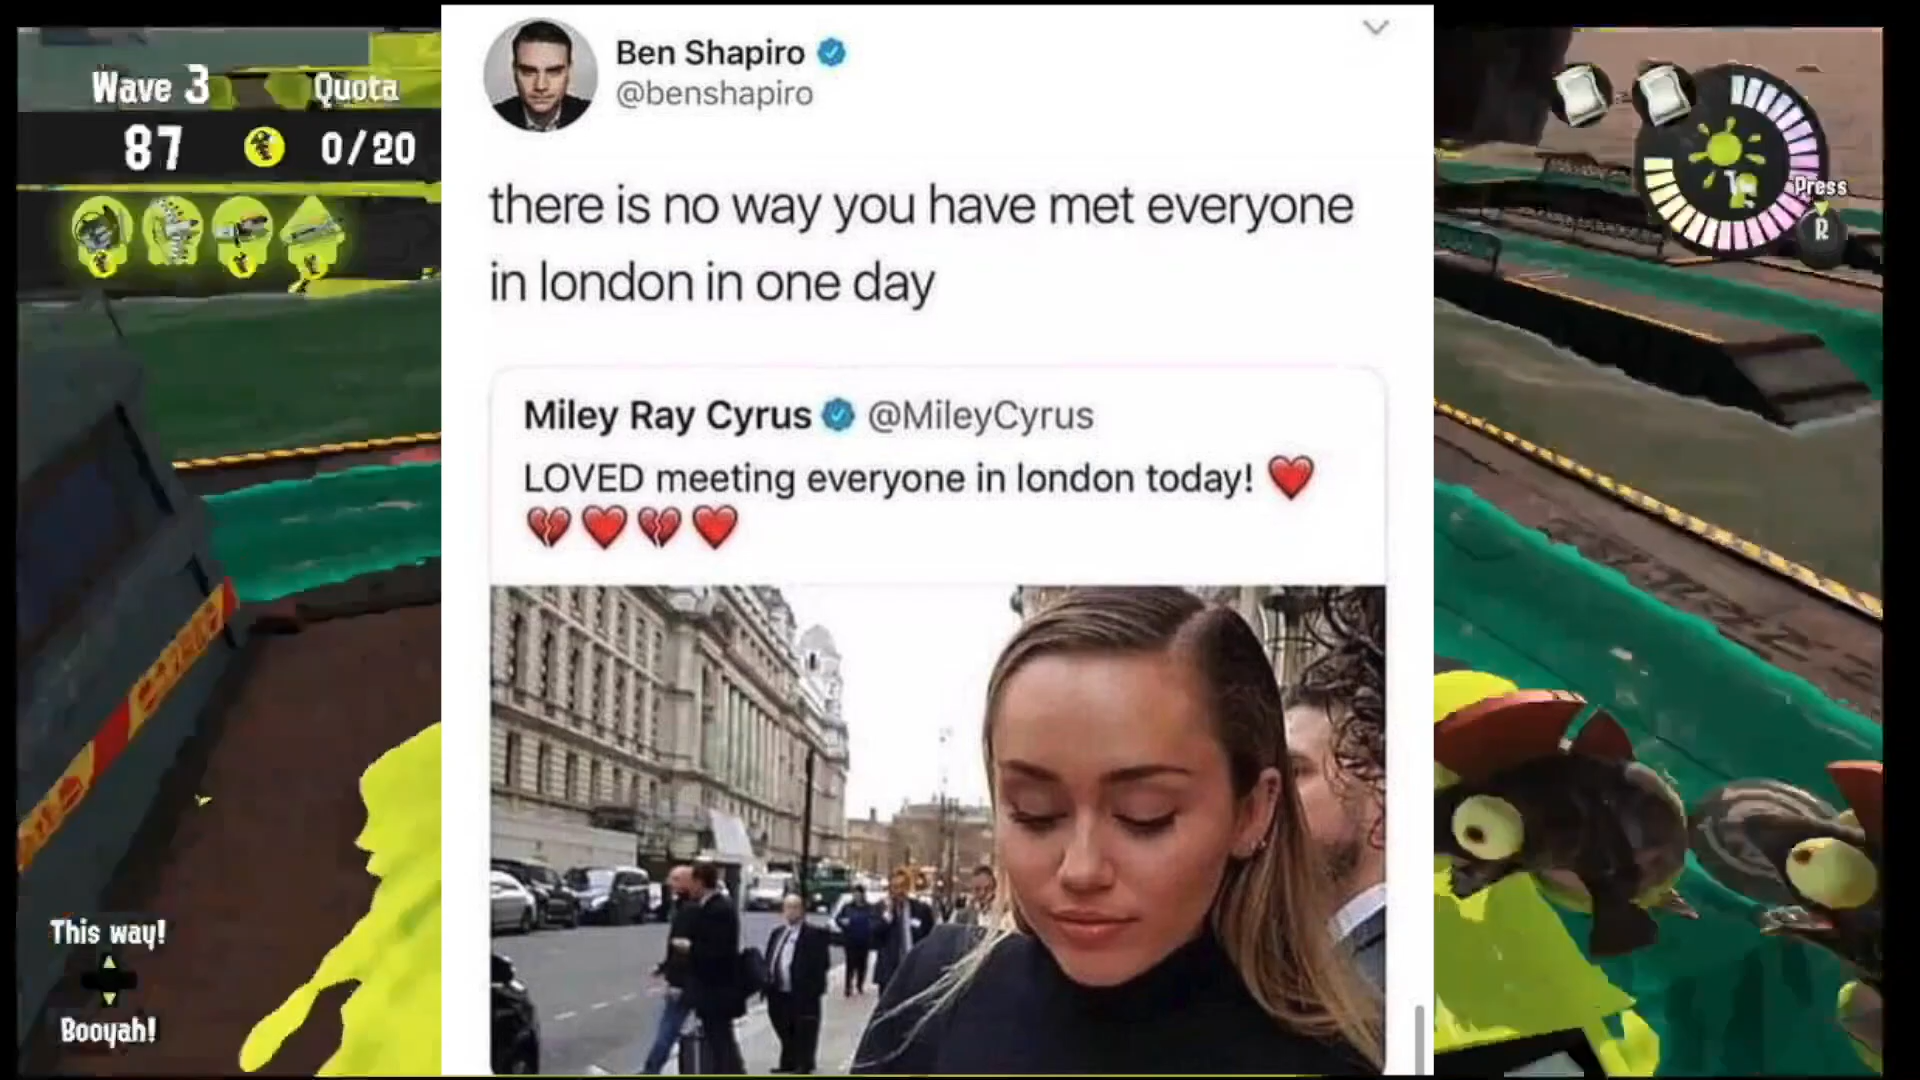 Wave 3
Quota
87
0/20
Ben Shapiro
@benshapiro
there is no way you have met everyone
in london in one day
Miley Ray Cyrus @MileyCyrus
LOVED meeting everyone in london today! ❤️
💔❤️💔❤️
Press
R
This way!
Booyah!